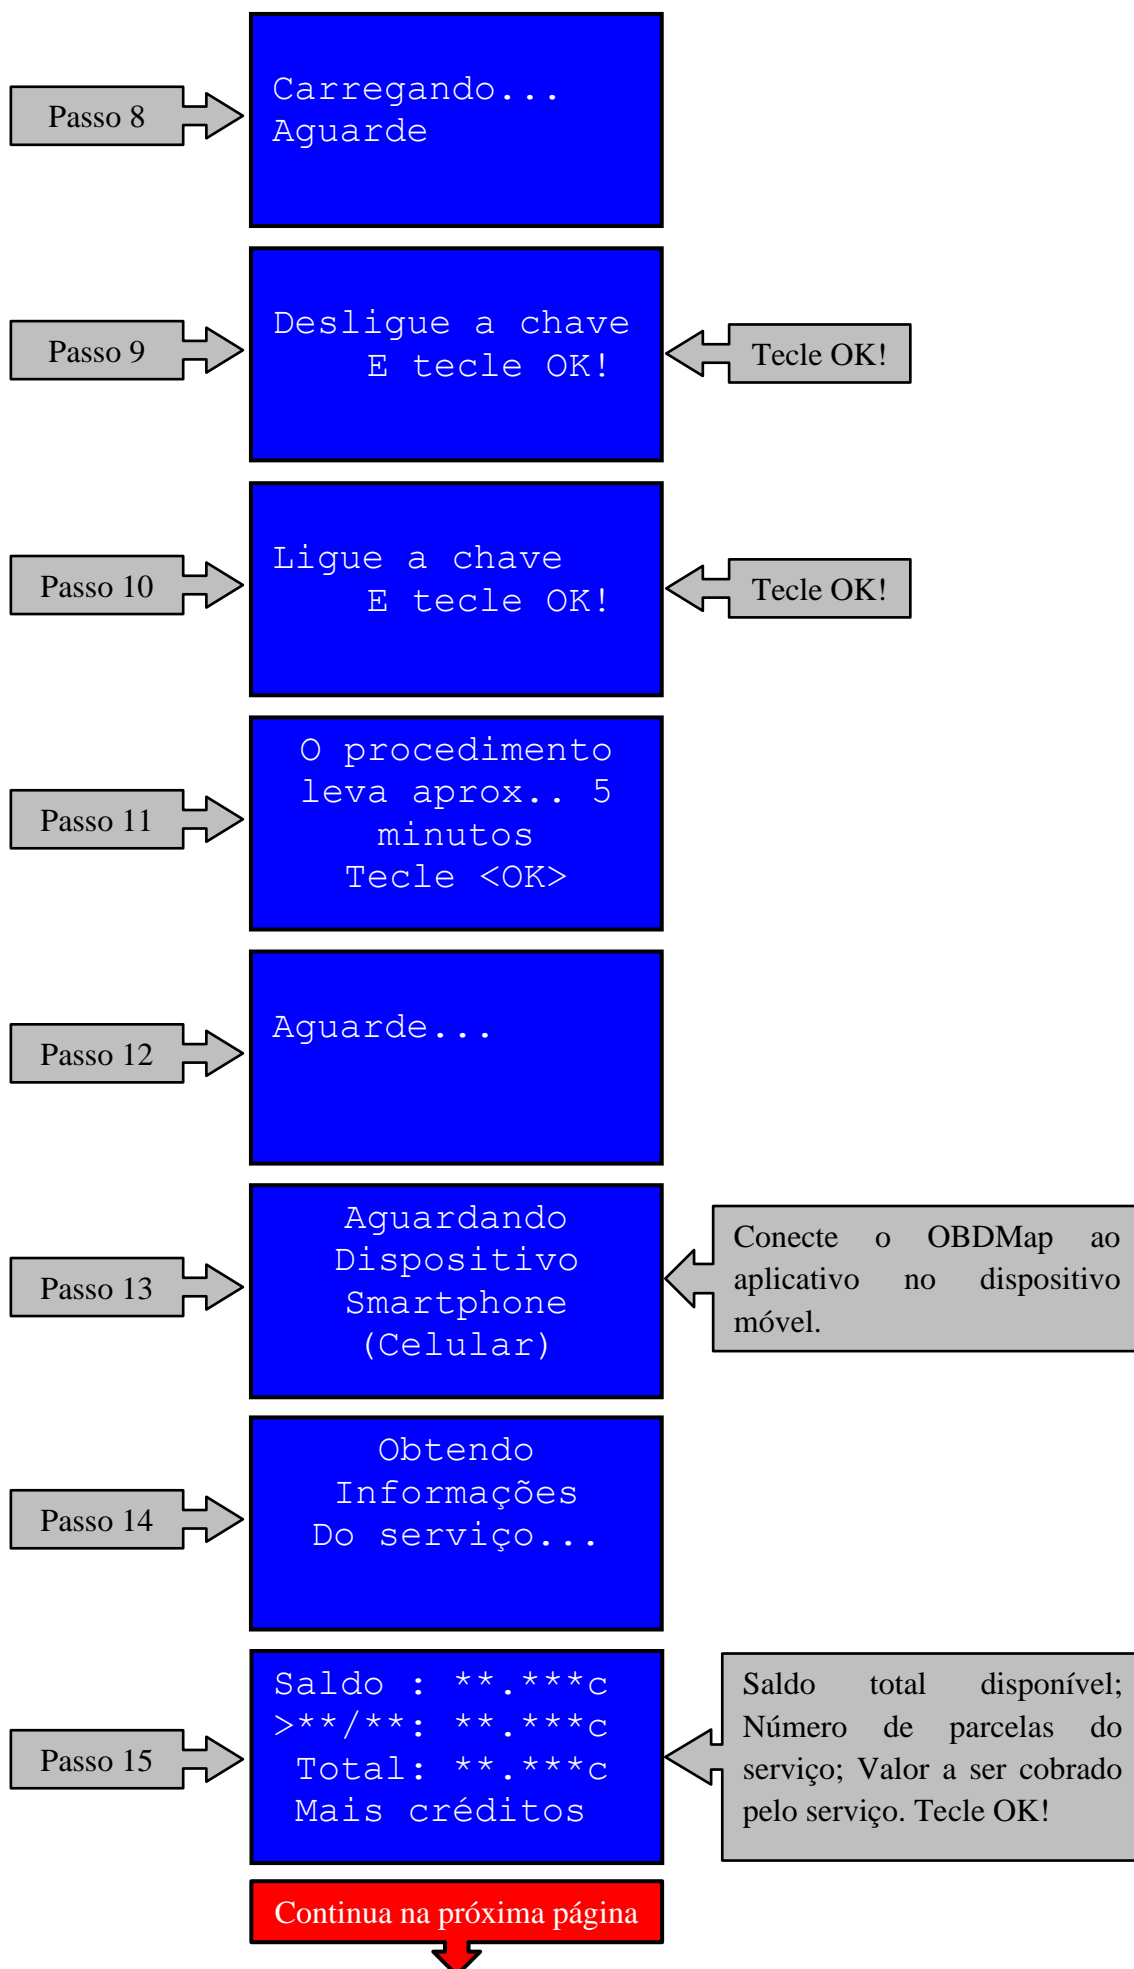 Passo 8
Carregando...
Aguarde
Passo 9
Desligue a chave
E tecle OK!
Tecle OK!
Passo 10
Ligue a chave
E tecle OK!
Tecle OK!
Passo 11
O procedimento
leva aprox.. 5
minutos
Tecle <OK>
Passo 12
Aguarde...
Passo 13
Aguardando
Dispositivo
Smartphone
(Celular)
Conecte o OBDMap ao
aplicativo no dispositivo
móvel.
Passo 14
Obtendo
Informações
Do serviço...
Passo 15
Saldo : **.***c
>**/**: **.***c
Total: **.***c
Mais créditos
Saldo total disponível;
Número de parcelas do
serviço; Valor a ser cobrado
pelo serviço. Tecle OK!
Continua na próxima página